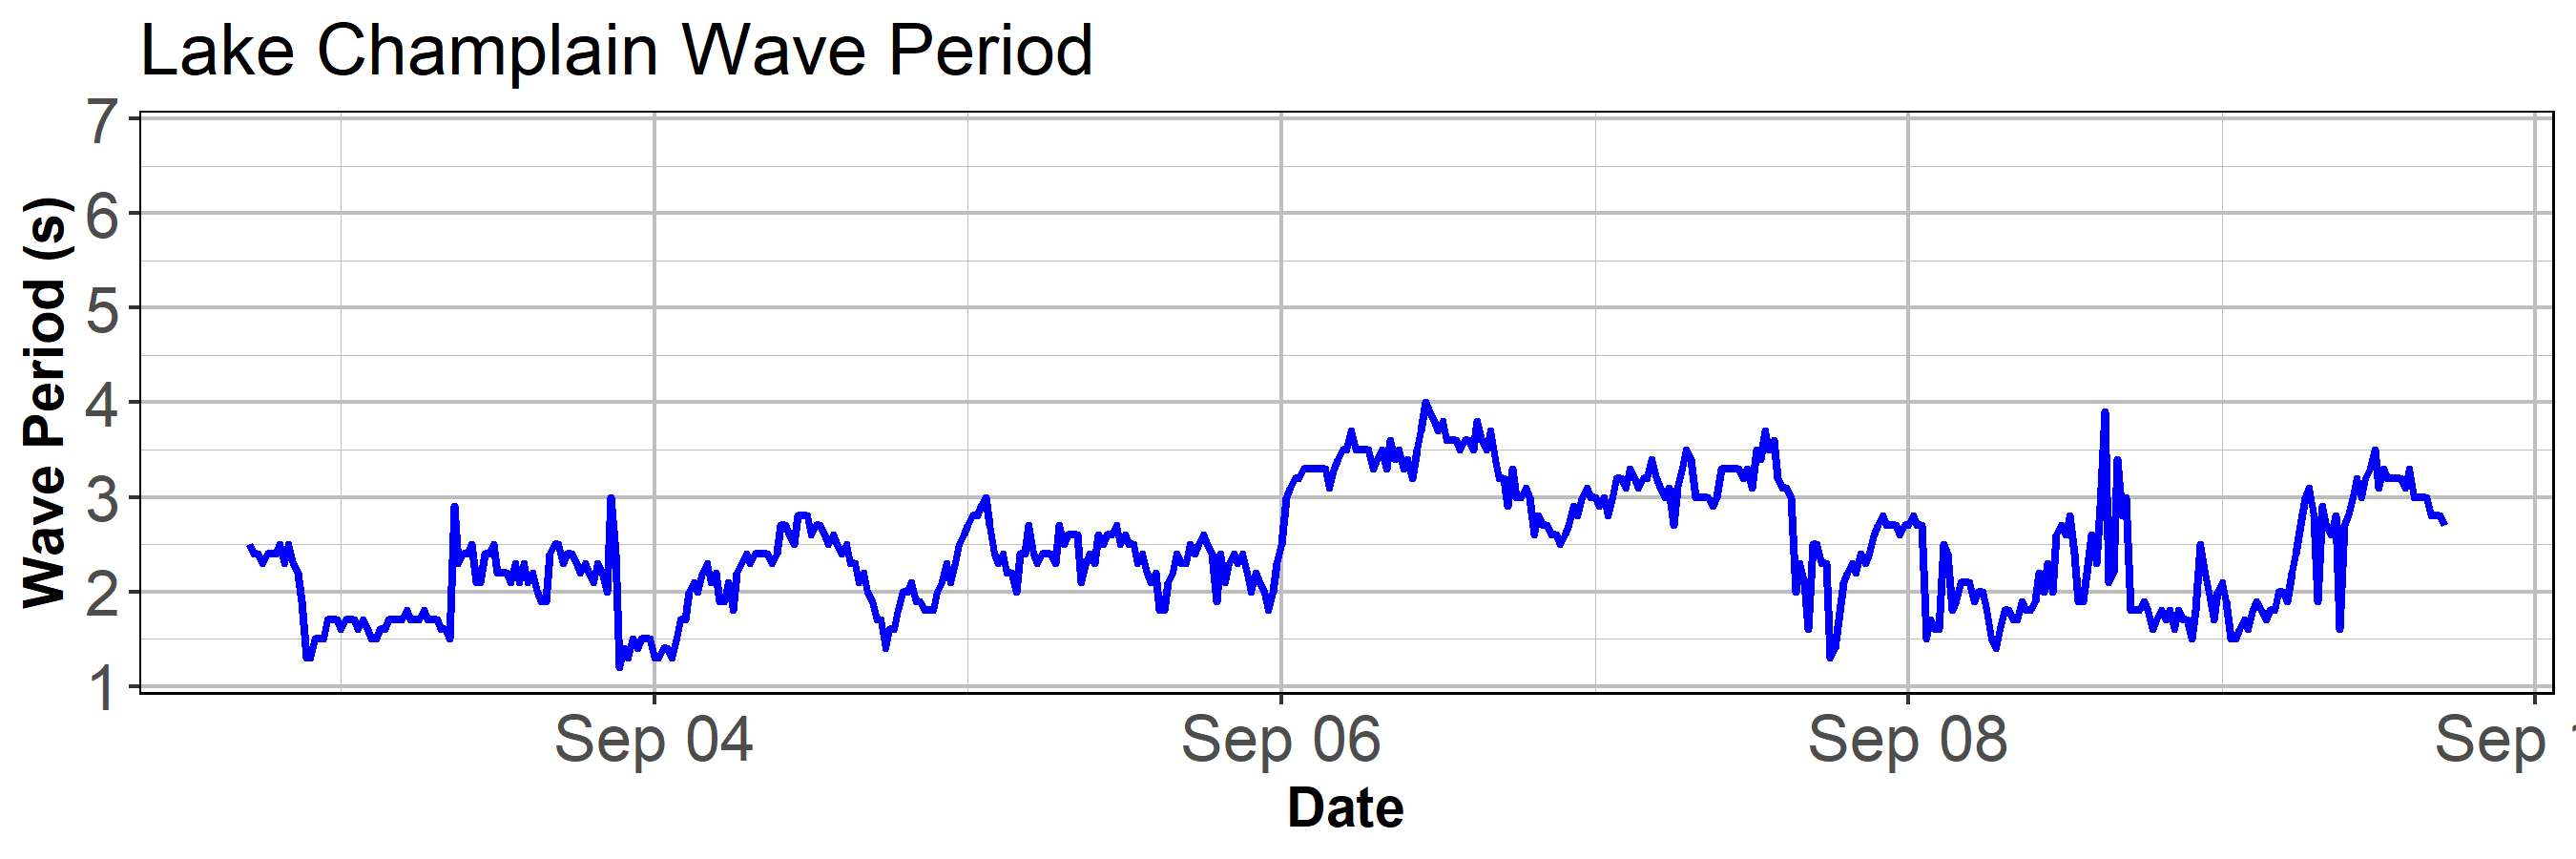 Lake Champlain Wave Period
Wave Period (s)
7
6
5
4
3
2
1
Sep 04
Sep 06
Sep 08
Sep
Date